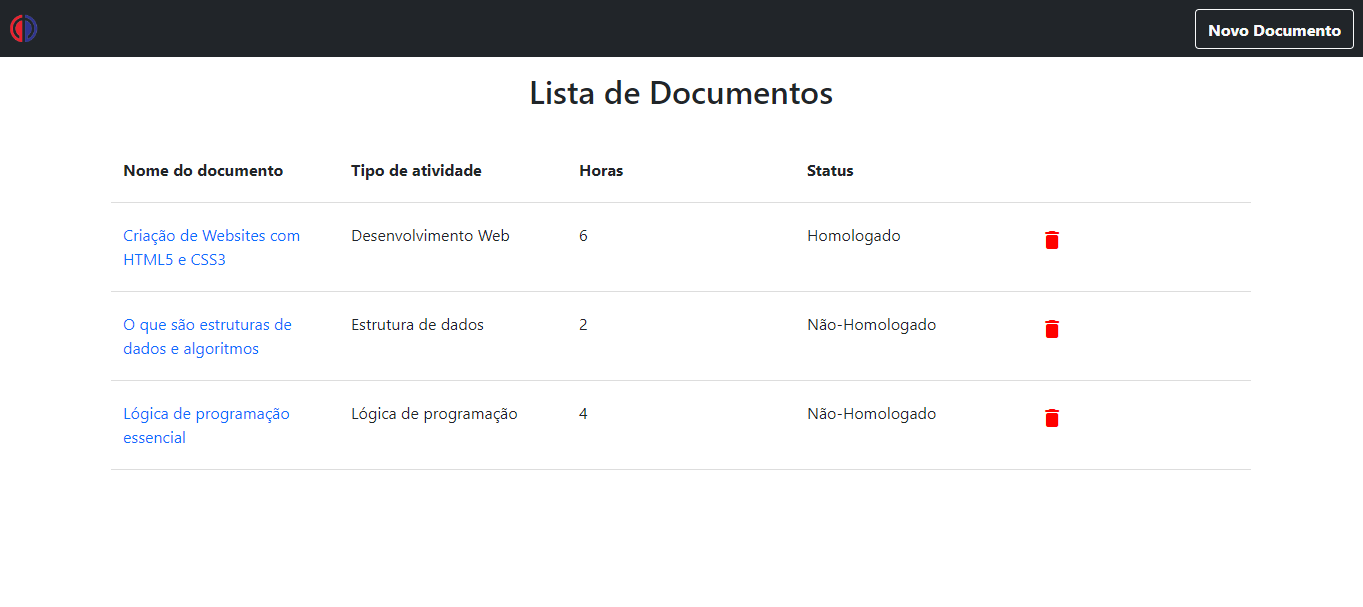 Novo Documento
Lista de Documentos
Nome do documento Tipo de atividade Horas Status
Criação de Websites com Desenvolvimento Web 6 Homologado
HTML5 e CSS3
O que são estruturas de Estrutura de dados 2 Não-Homologado
dados e algoritmos
Lógica de programação Lógica de programação 4 Não-Homologado
essencial